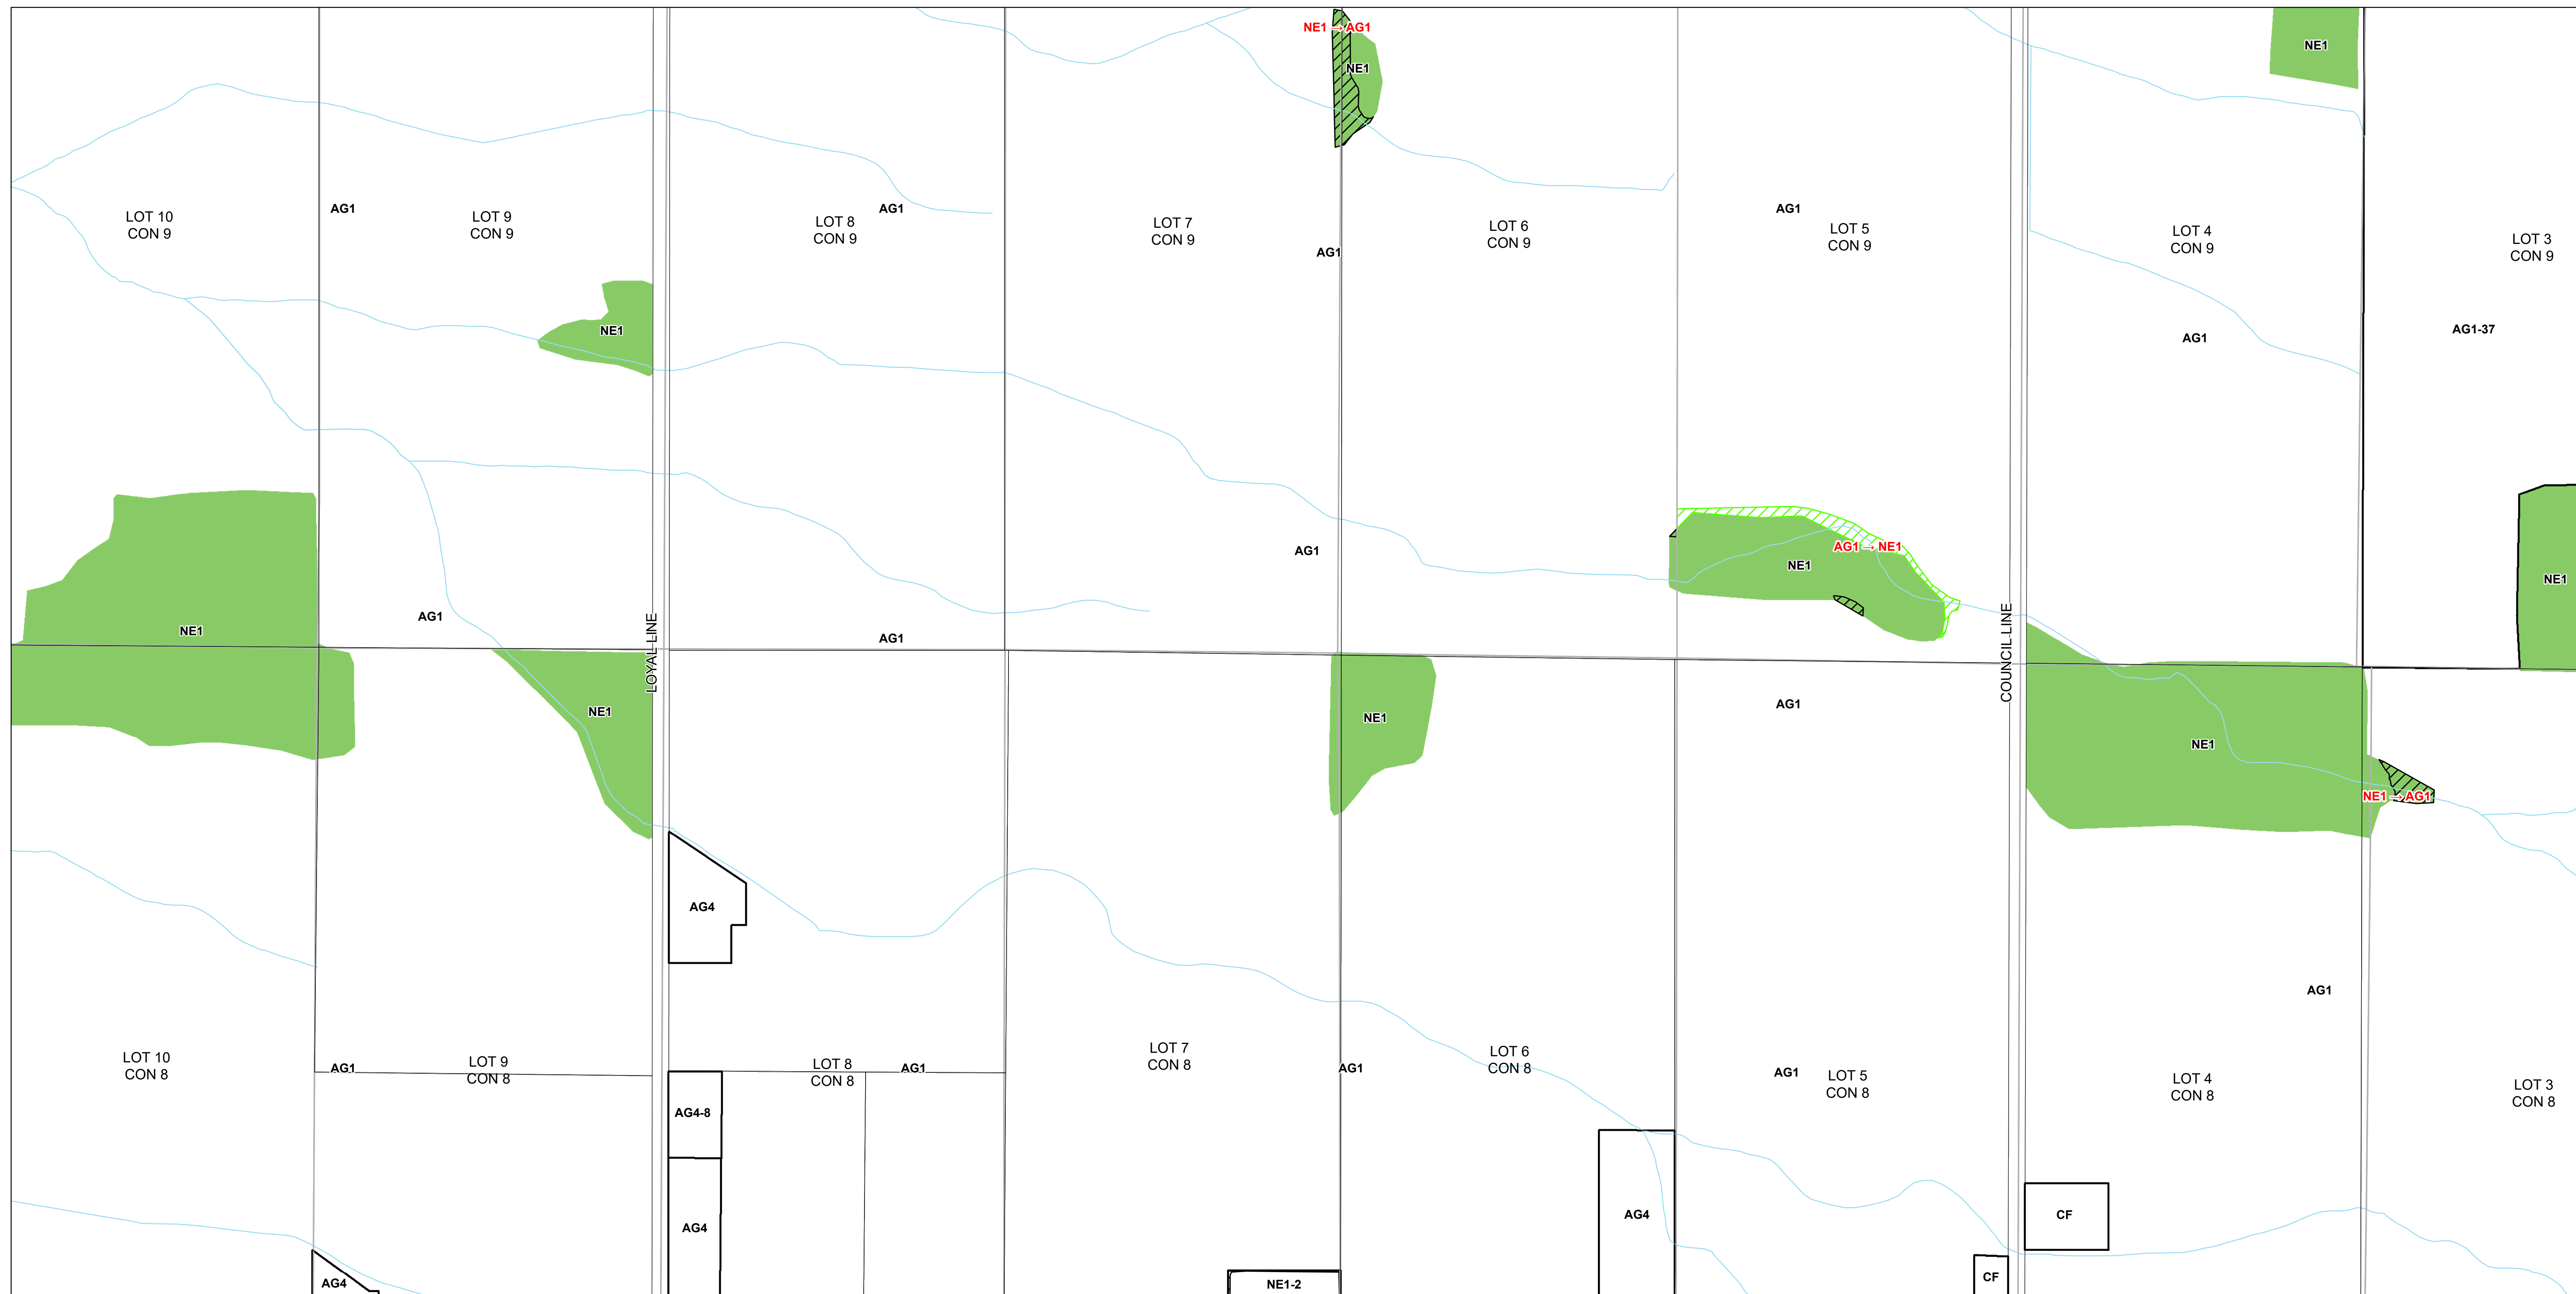 NE1 → AG1
NE1
NE1
AG1
AG1
AG1
LOT 10
CON 9
LOT 9
CON 9
LOT 8
CON 9
LOT 7
CON 9
LOT 6
CON 9
LOT 5
CON 9
LOT 4
CON 9
LOT 3
CON 9
AG1
NE1
AG1
AG1-37
AG1
AG1 → NE1
NE1
NE1
NE1
AG1
LOYAL LINE
AG1
COUNCIL LINE
NE1
NE1
AG1
NE1
NE1 → AG1
AG4
AG1
LOT 10
CON 8
AG1
LOT 9
CON 8
LOT 8
CON 8
AG1
LOT 7
CON 8
AG1
LOT 6
CON 8
AG1
LOT 5
CON 8
LOT 4
CON 8
LOT 3
CON 8
AG4-8
AG4
AG4
CF
AG4
NE1-2
CF